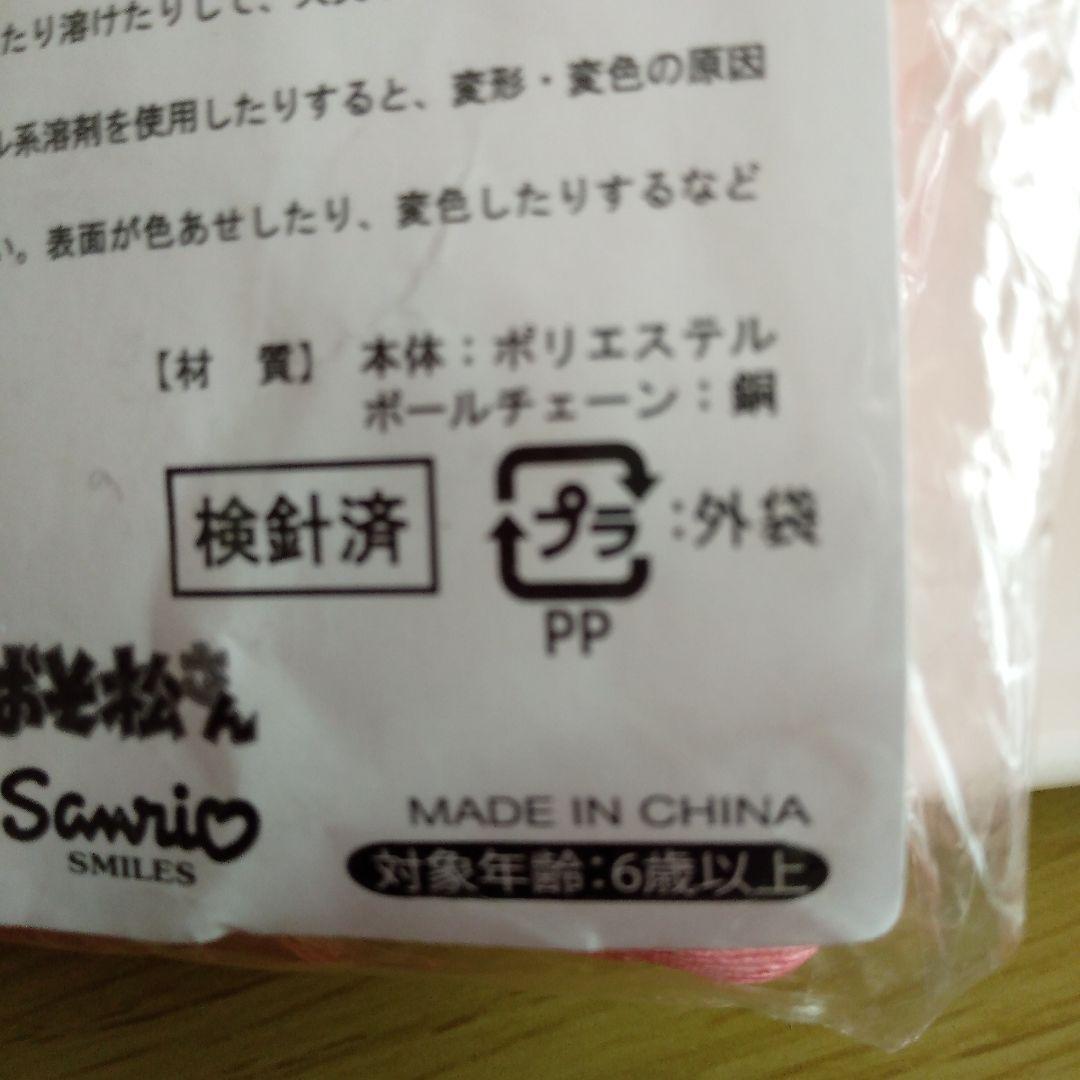 たり溶けたりして、
ル系溶剤を使用したりすると、変形・変色の原因
い。表面が色あせしたり、変色したりするなど
【材 質】 本体：ポリエステル
ボールチェーン：銅
検針済 プラ :外袋
PP
おそ松さん
Sanrio
SMILES
MADE IN CHINA
対象年齢:6歳以上